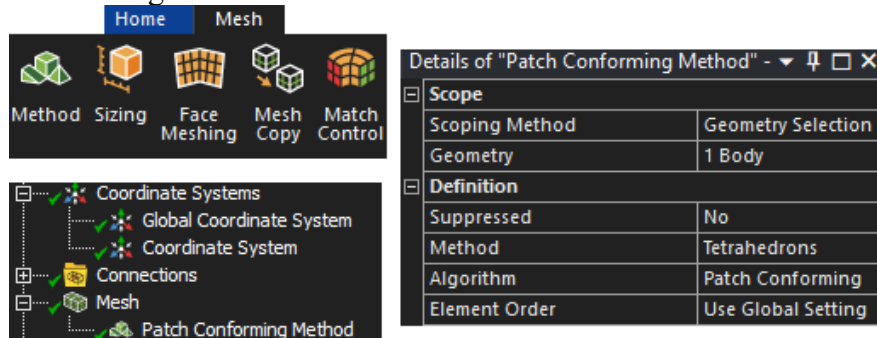 Home Mesh
Method Sizing Face Meshing Mesh Copy Match Control
Coordinate Systems
Global Coordinate System
Coordinate System
Connections
Mesh
Patch Conforming Method
Details of "Patch Conforming Method"
Scope
Scoping Method Geometry Selection
Geometry 1 Body
Definition
Suppressed No
Method Tetrahedrons
Algorithm Patch Conforming
Element Order Use Global Setting